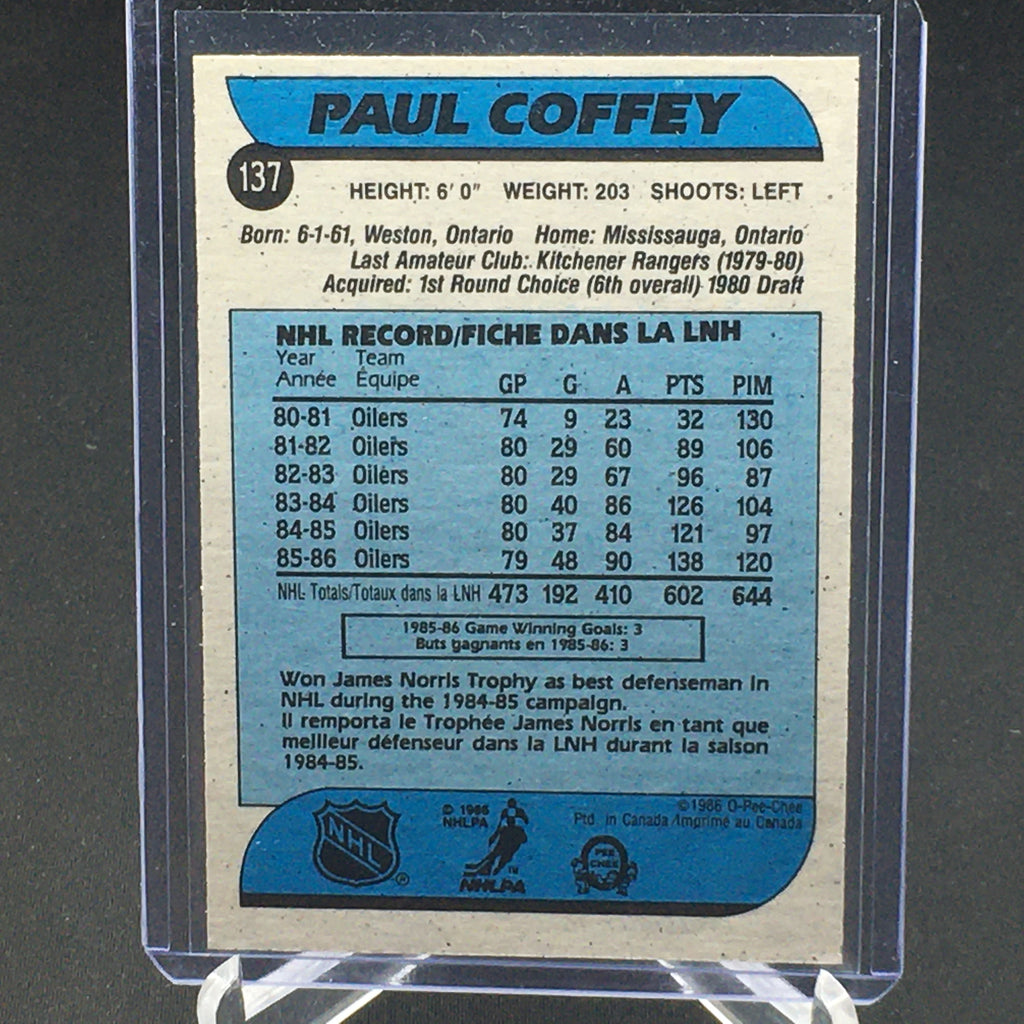 PAUL COFFEY
137
HEIGHT: 6' 0" WEIGHT: 203 SHOOTS: LEFT
Born: 6-1-61, Weston, Ontario Home: Mississauga, Ontario
Last Amateur Club: Kitchener Rangers (1979-80)
Acquired: 1st Round Choice (6th overall) 1980 Draft
NHL RECORD/FICHE DANS LA LNH
Year Team
Année Équipe GP G A PTS PIM
80-81 Oilers 74 9 23 32 130
81-82 Oilers 80 29 60 89 106
82-83 Oilers 80 29 67 96 87
83-84 Oilers 80 40 86 126 104
84-85 Oilers 80 37 84 121 97
85-86 Oilers 79 48 90 138 120
NHL Totals/Totaux dans la LNH 473 192 410 602 644
1985-86 Game Winning Goals: 3
Buts gagnants en 1985-86: 3
Won James Norris Trophy as best defenseman in
NHL during the 1984-85 campaign.
Il remporta le Trophée James Norris en tant que
meilleur défenseur dans la LNH durant la saison
1984-85.
©1986 O-Pee-Chee
Ptd. in Canada/Imprimé au Canada
© 1986
NHLPA
NHL
®
TM
NHLPA
PEE
CHEE